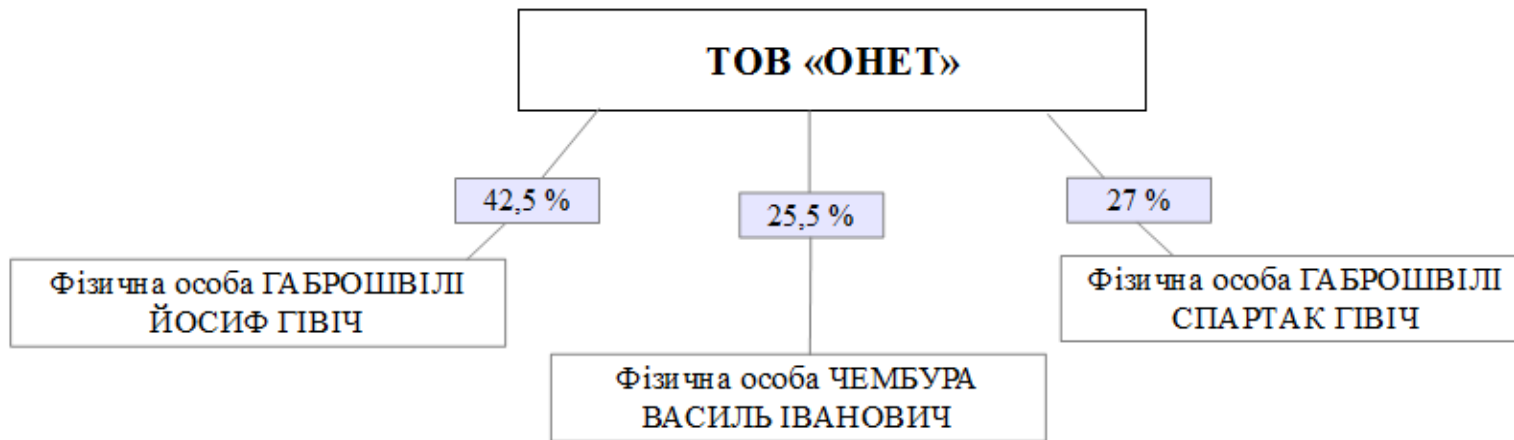 ТОВ «ОНЕТ»
42,5 %
25,5 %
27 %
Фізична особа ГАБРОШВІЛІ
ЙОСИФ ГІВІЧ
Фізична особа ГАБРОШВІЛІ
СПАРТАК ГІВІЧ
Фізична особа ЧЕМБУРА
ВАСИЛЬ ІВАНОВИЧ